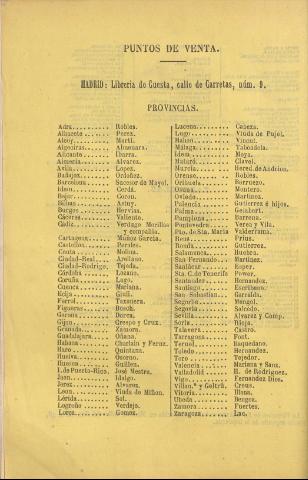 PUNTOS DE VENTA.
MADRID: Libreria de Cuesta, calle de Carretas, núm. 9.
PROVINCIAS.
Adra........ Robles.
Albacete..... Perez.
Alcoy....... Martí.
Algeciras..... Almenara.
Alicante...... Ibarra.
Almería...... Alvarez.
Avila........ Lopez.
Badajoz...... Ordoñez.
Barcelona.... Sucesor de Mayol.
Idem........ Cerdá.
Bejar........ Coron.
Bilbao....... Astuy.
Burgos....... Hervias.
Cáceres...... Valiente.
Cádiz........ Verdugo Morillas
y compañia.
Cartagena.... Muñoz Garcia.
Castellon..... Perales.
Ceuta........ Molina.
Ciudad-Real... Arellano.
Ciudad-Rodrigo. Tejeda.
Córdoba...... Lozano.
Coruña....... Lago.
Cuenca....... Mariana.
Ecija........ Giuli.
Ferrol....... Taxonera.
Figueras..... Bosch.
Gerona....... Dorca.
Gijon........ Crespo y Cruz.
Granada...... Zamora.
Guadalajara... Oñana.
Habana....... Charlain y Fernz.
Haro......... Quintana.
Huelva....... Osorno.
Huesca....... Guillen.
I. de Puerto-Rico. José Mestre.
Jaen......... Idalgo.
Jerez........ Alvarez.
Leon......... Viuda de Miñon.
Lérida....... Sol.
Logroño...... Verdejo.
Lorca........ Gomez.
Lucena....... Cabeza.
Lugo......... Viuda de Pujol.
Mahon........ Vinent.
Málaga....... Taboadela.
Idem......... Moya.
Mataró....... Clavel.
Murcia....... Hered. de Andrion.
Orense....... Robles.
Orihuela...... Berruezo.
Osuna........ Montero.
Oviedo....... Martinez.
Palencia...... Gutierrez é hijos.
Palma........ Gelabert.
Pamplona..... Barrena.
Pontevedra.... Verea y Vila.
Pto. de Sta. María Valderrama.
Reus......... Prius.
Ronda........ Gutierrez.
Salamanca.... Huebra.
San Fernando.. Martinez.
Sanlúcar...... Esper.
Sta. C. de Tenerife Power.
Santander..... Hernandez.
Santiago...... Escribano.
San Sebastian.. Garralda.
Segorbe...... Mengol.
Segovia...... Salcedo.
Sevilla....... Alvarez y Comp.
Soria........ Rioja.
Talavera...... Castro.
Tarragona..... Font.
Teruel....... Baquedano.
Toledo....... Hernandez.
Toro......... Tejedor.
Valencia...... Mariana y Sanz.
Valladolid..... H. de Rodriguez.
Vigo......... Fernandez Dios.
Villan.ª y Geltrú. Creus.
Vitoria....... Illana.
Ubeda........ Bengoa.
Zamora....... Fuertes.
Zaragoza..... Lac.